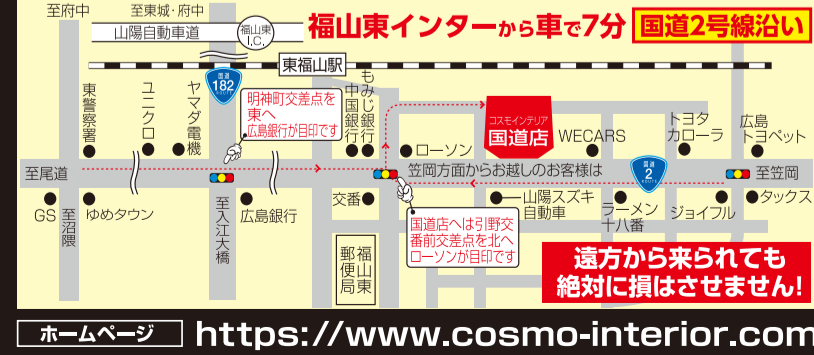 至府中
至東城・府中
山陽自動車道
福山東
I.C.
福山東インターから車で7分
国道2号線沿い
東福山駅
国道
182
ROUTE
東警察署
ユニクロ
ヤマダ電機
明神町交差点を
東へ
広島銀行が目印です
中国銀行
もみじ銀行
コスモインテリア
国道店
ローソン
WECARS
トヨタ
カローラ
広島
トヨペット
至尾道
笠岡方面からお越しのお客様は
国道
2
ROUTE
至笠岡
GS
至沼隈
ゆめタウン
至入江大橋
広島銀行
交番
山陽スズキ
自動車
ラーメン
十八番
ジョイフル
タックス
国道店へは引野交
番前交差点を北へ
ローソンが目印です
福山東
郵便局
遠方から来られても
絶対に損はさせません!
ホームページ
https://www.cosmo-interior.com